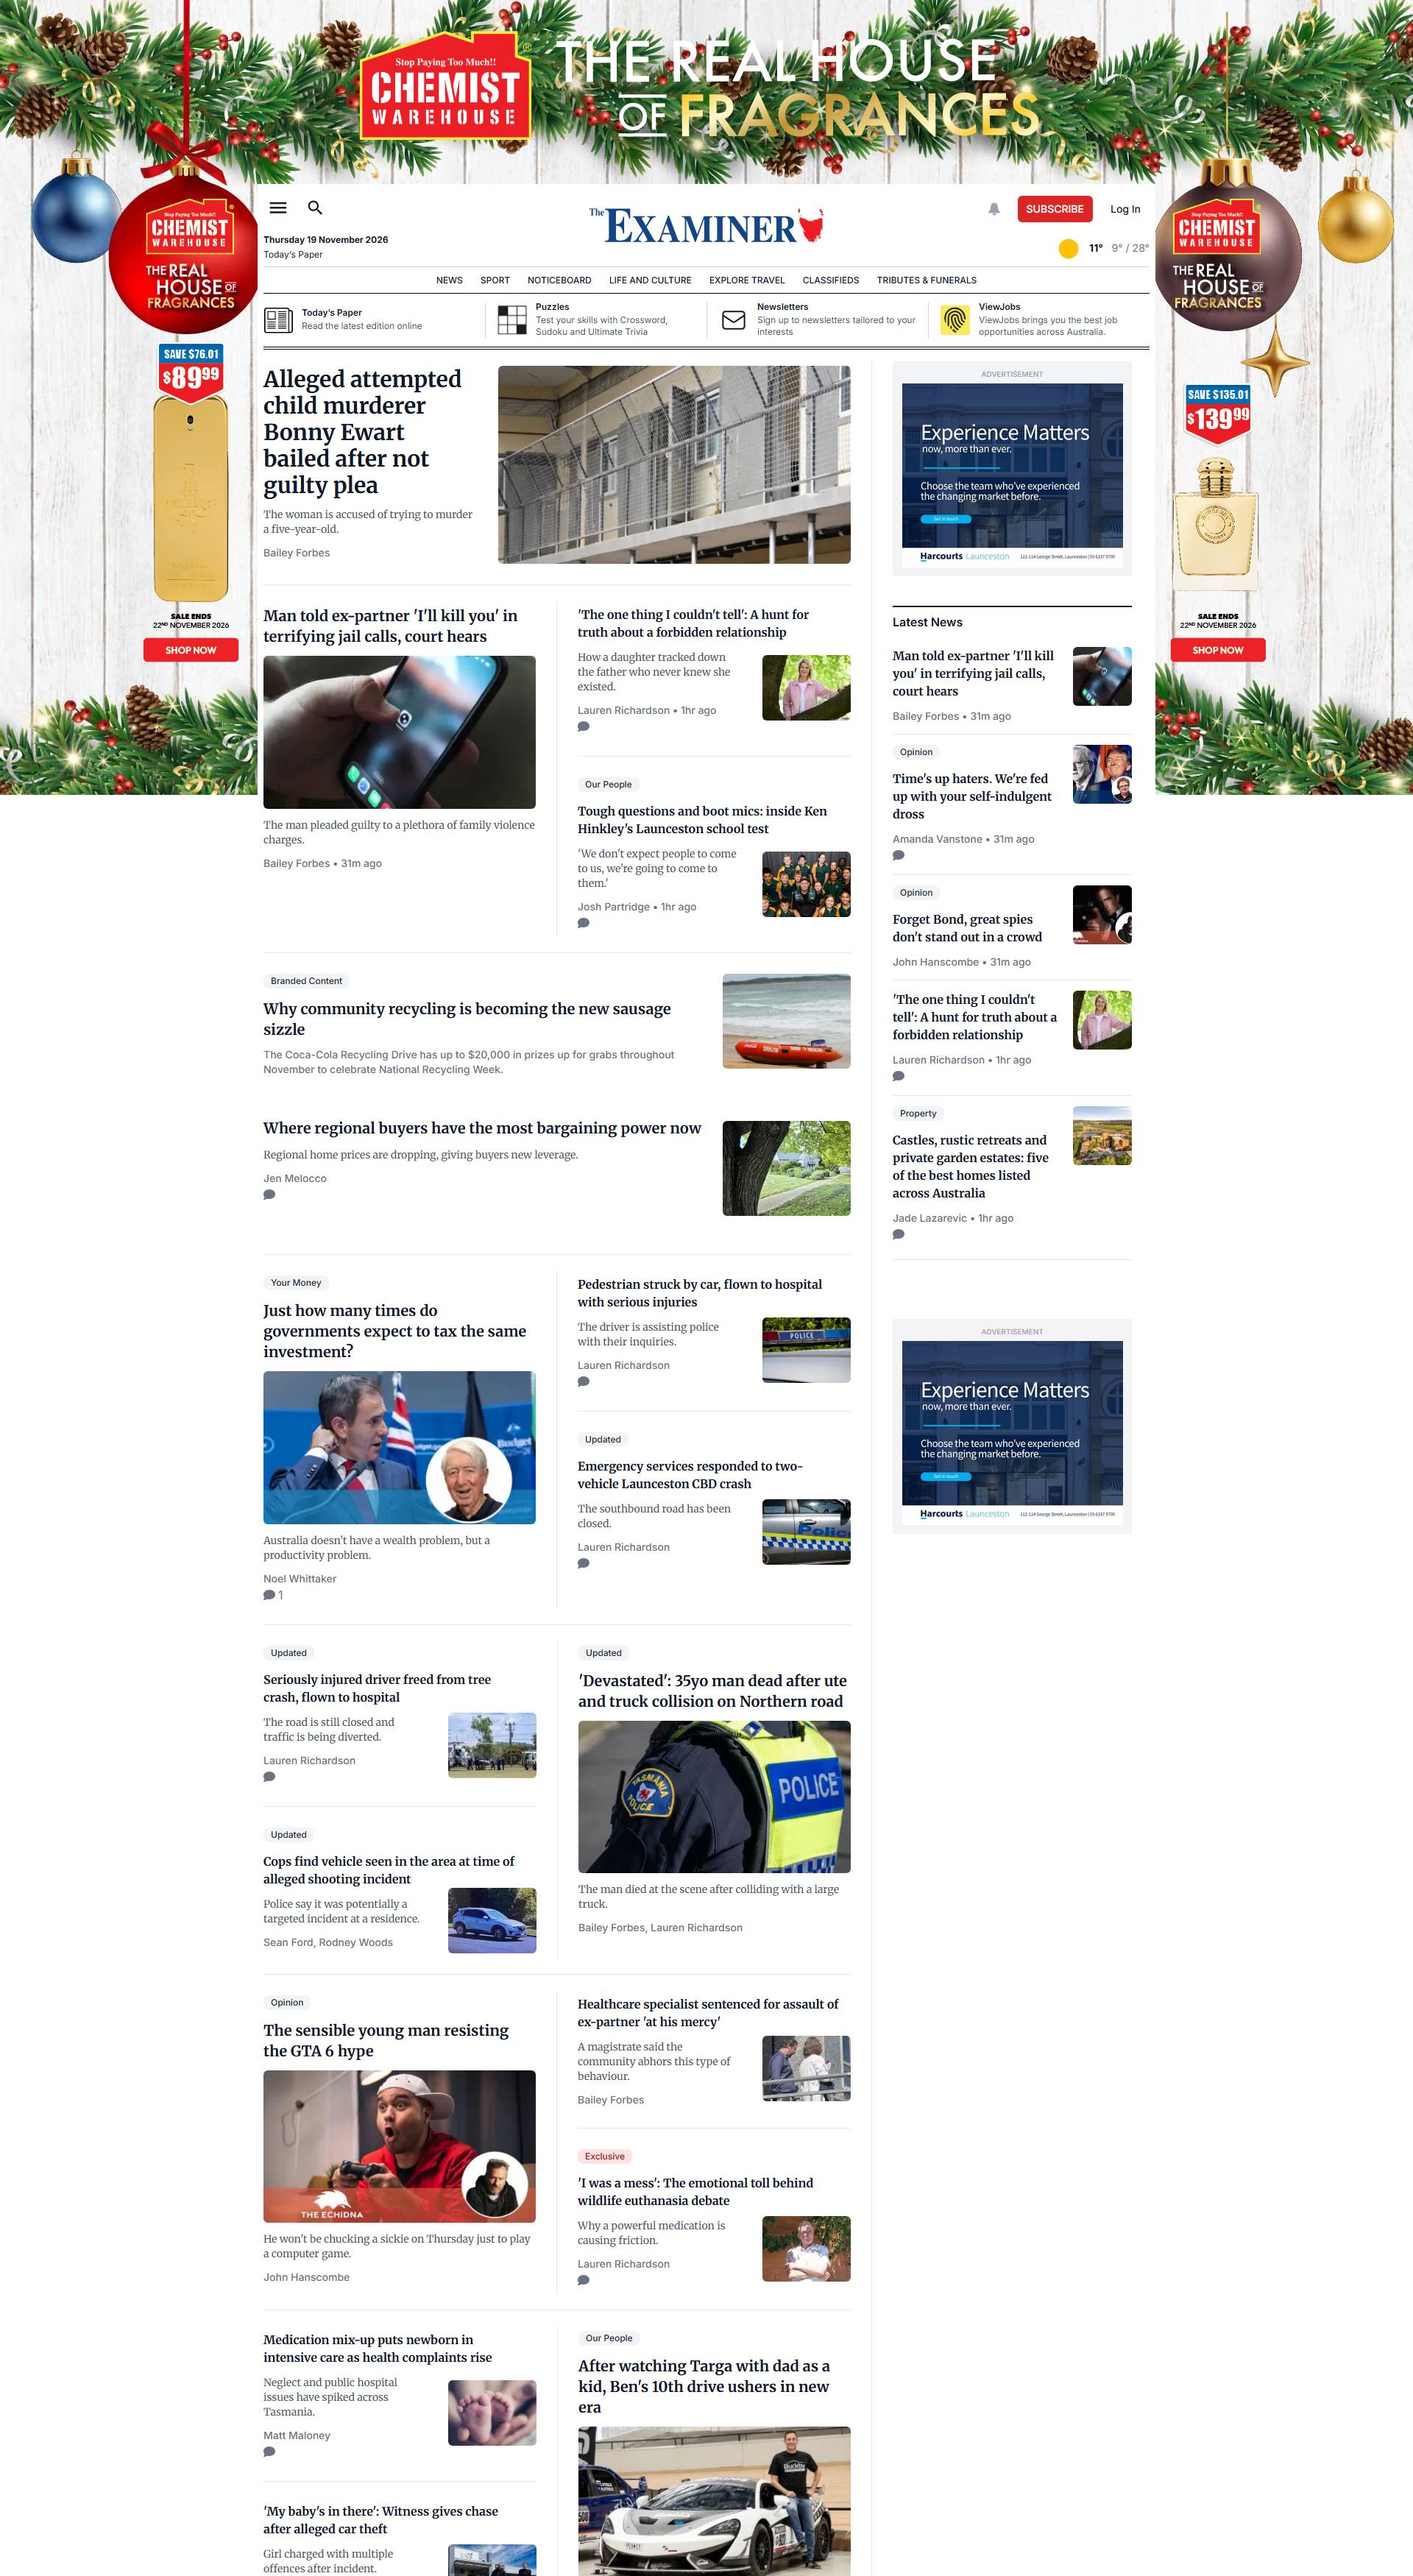 Stop Paying Too Much!!
CHEMIST
WAREHOUSE
®
THE REAL HOUSE
OF FRAGRANCES
Stop Paying Too Much!!
CHEMIST
WAREHOUSE
THE REAL
HOUSE OF
FRAGRANCES
SAVE $76.01
$89.99
SALE ENDS
22ND NOVEMBER 2026
SHOP NOW
Stop Paying Too Much!!
CHEMIST
WAREHOUSE
THE REAL
HOUSE OF
FRAGRANCES
SAVE $135.01
$139.99
SALE ENDS
22ND NOVEMBER 2026
SHOP NOW
The EXAMINER
SUBSCRIBE
Log In
Thursday 19 November 2026
Today's Paper
11° 9° / 28°
NEWS SPORT NOTICEBOARD LIFE AND CULTURE EXPLORE TRAVEL CLASSIFIEDS TRIBUTES & FUNERALS
Today's Paper
Read the latest edition online
Puzzles
Test your skills with Crossword,
Sudoku and Ultimate Trivia
Newsletters
Sign up to newsletters tailored to your
interests
ViewJobs
ViewJobs brings you the best job
opportunities across Australia.
Alleged attempted
child murderer
Bonny Ewart
bailed after not
guilty plea
The woman is accused of trying to murder
a five-year-old.
Bailey Forbes
Man told ex-partner 'I'll kill you' in
terrifying jail calls, court hears
The man pleaded guilty to a plethora of family violence
charges.
Bailey Forbes • 31m ago
'The one thing I couldn't tell': A hunt for
truth about a forbidden relationship
How a daughter tracked down
the father who never knew she
existed.
Lauren Richardson • 1hr ago
Our People
Tough questions and boot mics: inside Ken
Hinkley's Launceston school test
'We don't expect people to come
to us, we're going to come to
them.'
Josh Partridge • 1hr ago
Branded Content
Why community recycling is becoming the new sausage
sizzle
The Coca-Cola Recycling Drive has up to $20,000 in prizes up for grabs throughout
November to celebrate National Recycling Week.
Where regional buyers have the most bargaining power now
Regional home prices are dropping, giving buyers new leverage.
Jen Melocco
Your Money
Just how many times do
governments expect to tax the same
investment?
Australia doesn't have a wealth problem, but a
productivity problem.
Noel Whittaker
1
Pedestrian struck by car, flown to hospital
with serious injuries
The driver is assisting police
with their inquiries.
Lauren Richardson
POLICE
Updated
Emergency services responded to two-
vehicle Launceston CBD crash
The southbound road has been
closed.
Lauren Richardson
Police
Updated
Seriously injured driver freed from tree
crash, flown to hospital
The road is still closed and
traffic is being diverted.
Lauren Richardson
Updated
Cops find vehicle seen in the area at time of
alleged shooting incident
Police say it was potentially a
targeted incident at a residence.
Sean Ford, Rodney Woods
Updated
'Devastated': 35yo man dead after ute
and truck collision on Northern road
TASMANIA
POLICE
POLICE
The man died at the scene after colliding with a large
truck.
Bailey Forbes, Lauren Richardson
Opinion
The sensible young man resisting
the GTA 6 hype
THE ECHIDNA
He won't be chucking a sickie on Thursday just to play
a computer game.
John Hanscombe
Healthcare specialist sentenced for assault of
ex-partner 'at his mercy'
A magistrate said the
community abhors this type of
behaviour.
Bailey Forbes
Exclusive
'I was a mess': The emotional toll behind
wildlife euthanasia debate
Why a powerful medication is
causing friction.
Lauren Richardson
Medication mix-up puts newborn in
intensive care as health complaints rise
Neglect and public hospital
issues have spiked across
Tasmania.
Matt Maloney
'My baby's in there': Witness gives chase
after alleged car theft
Girl charged with multiple
offences after incident.
Our People
After watching Targa with dad as a
kid, Ben's 10th drive ushers in new
era
ADVERTISEMENT
Experience Matters
now, more than ever.
Choose the team who've experienced
the changing market before.
Get in touch
Harcourts Launceston
Latest News
Man told ex-partner 'I'll kill
you' in terrifying jail calls,
court hears
Bailey Forbes • 31m ago
Opinion
Time's up haters. We're fed
up with your self-indulgent
dross
Amanda Vanstone • 31m ago
Opinion
Forget Bond, great spies
don't stand out in a crowd
John Hanscombe • 31m ago
'The one thing I couldn't
tell': A hunt for truth about a
forbidden relationship
Lauren Richardson • 1hr ago
Property
Castles, rustic retreats and
private garden estates: five
of the best homes listed
across Australia
Jade Lazarevic • 1hr ago
ADVERTISEMENT
Experience Matters
now, more than ever.
Choose the team who've experienced
the changing market before.
Get in touch
Harcourts Launceston